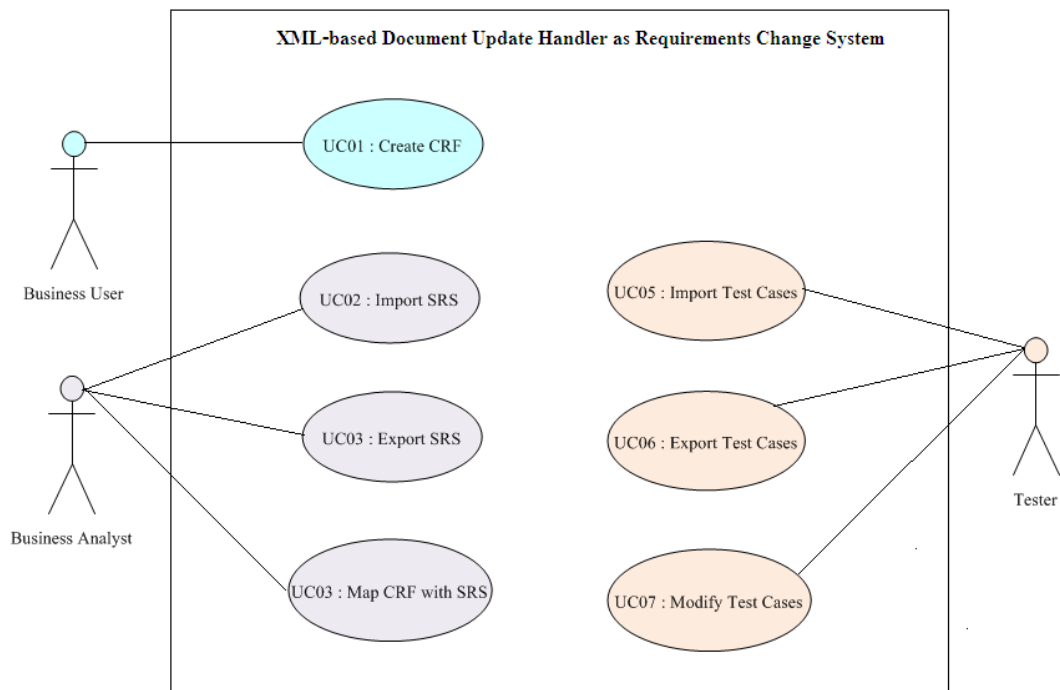 XML-based Document Update Handler as Requirements Change System
UC01 : Create CRF
Business User
UC02 : Import SRS
UC05 : Import Test Cases
UC03 : Export SRS
UC06 : Export Test Cases
Tester
Business Analyst
UC03 : Map CRF with SRS
UC07 : Modify Test Cases